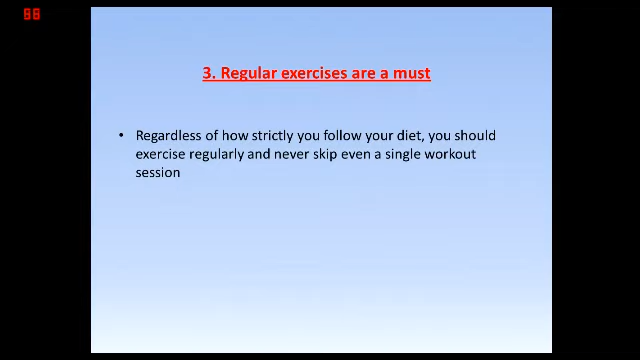 98
3. Regular exercises are a must
• Regardless of how strictly you follow your diet, you should
exercise regularly and never skip even a single workout
session